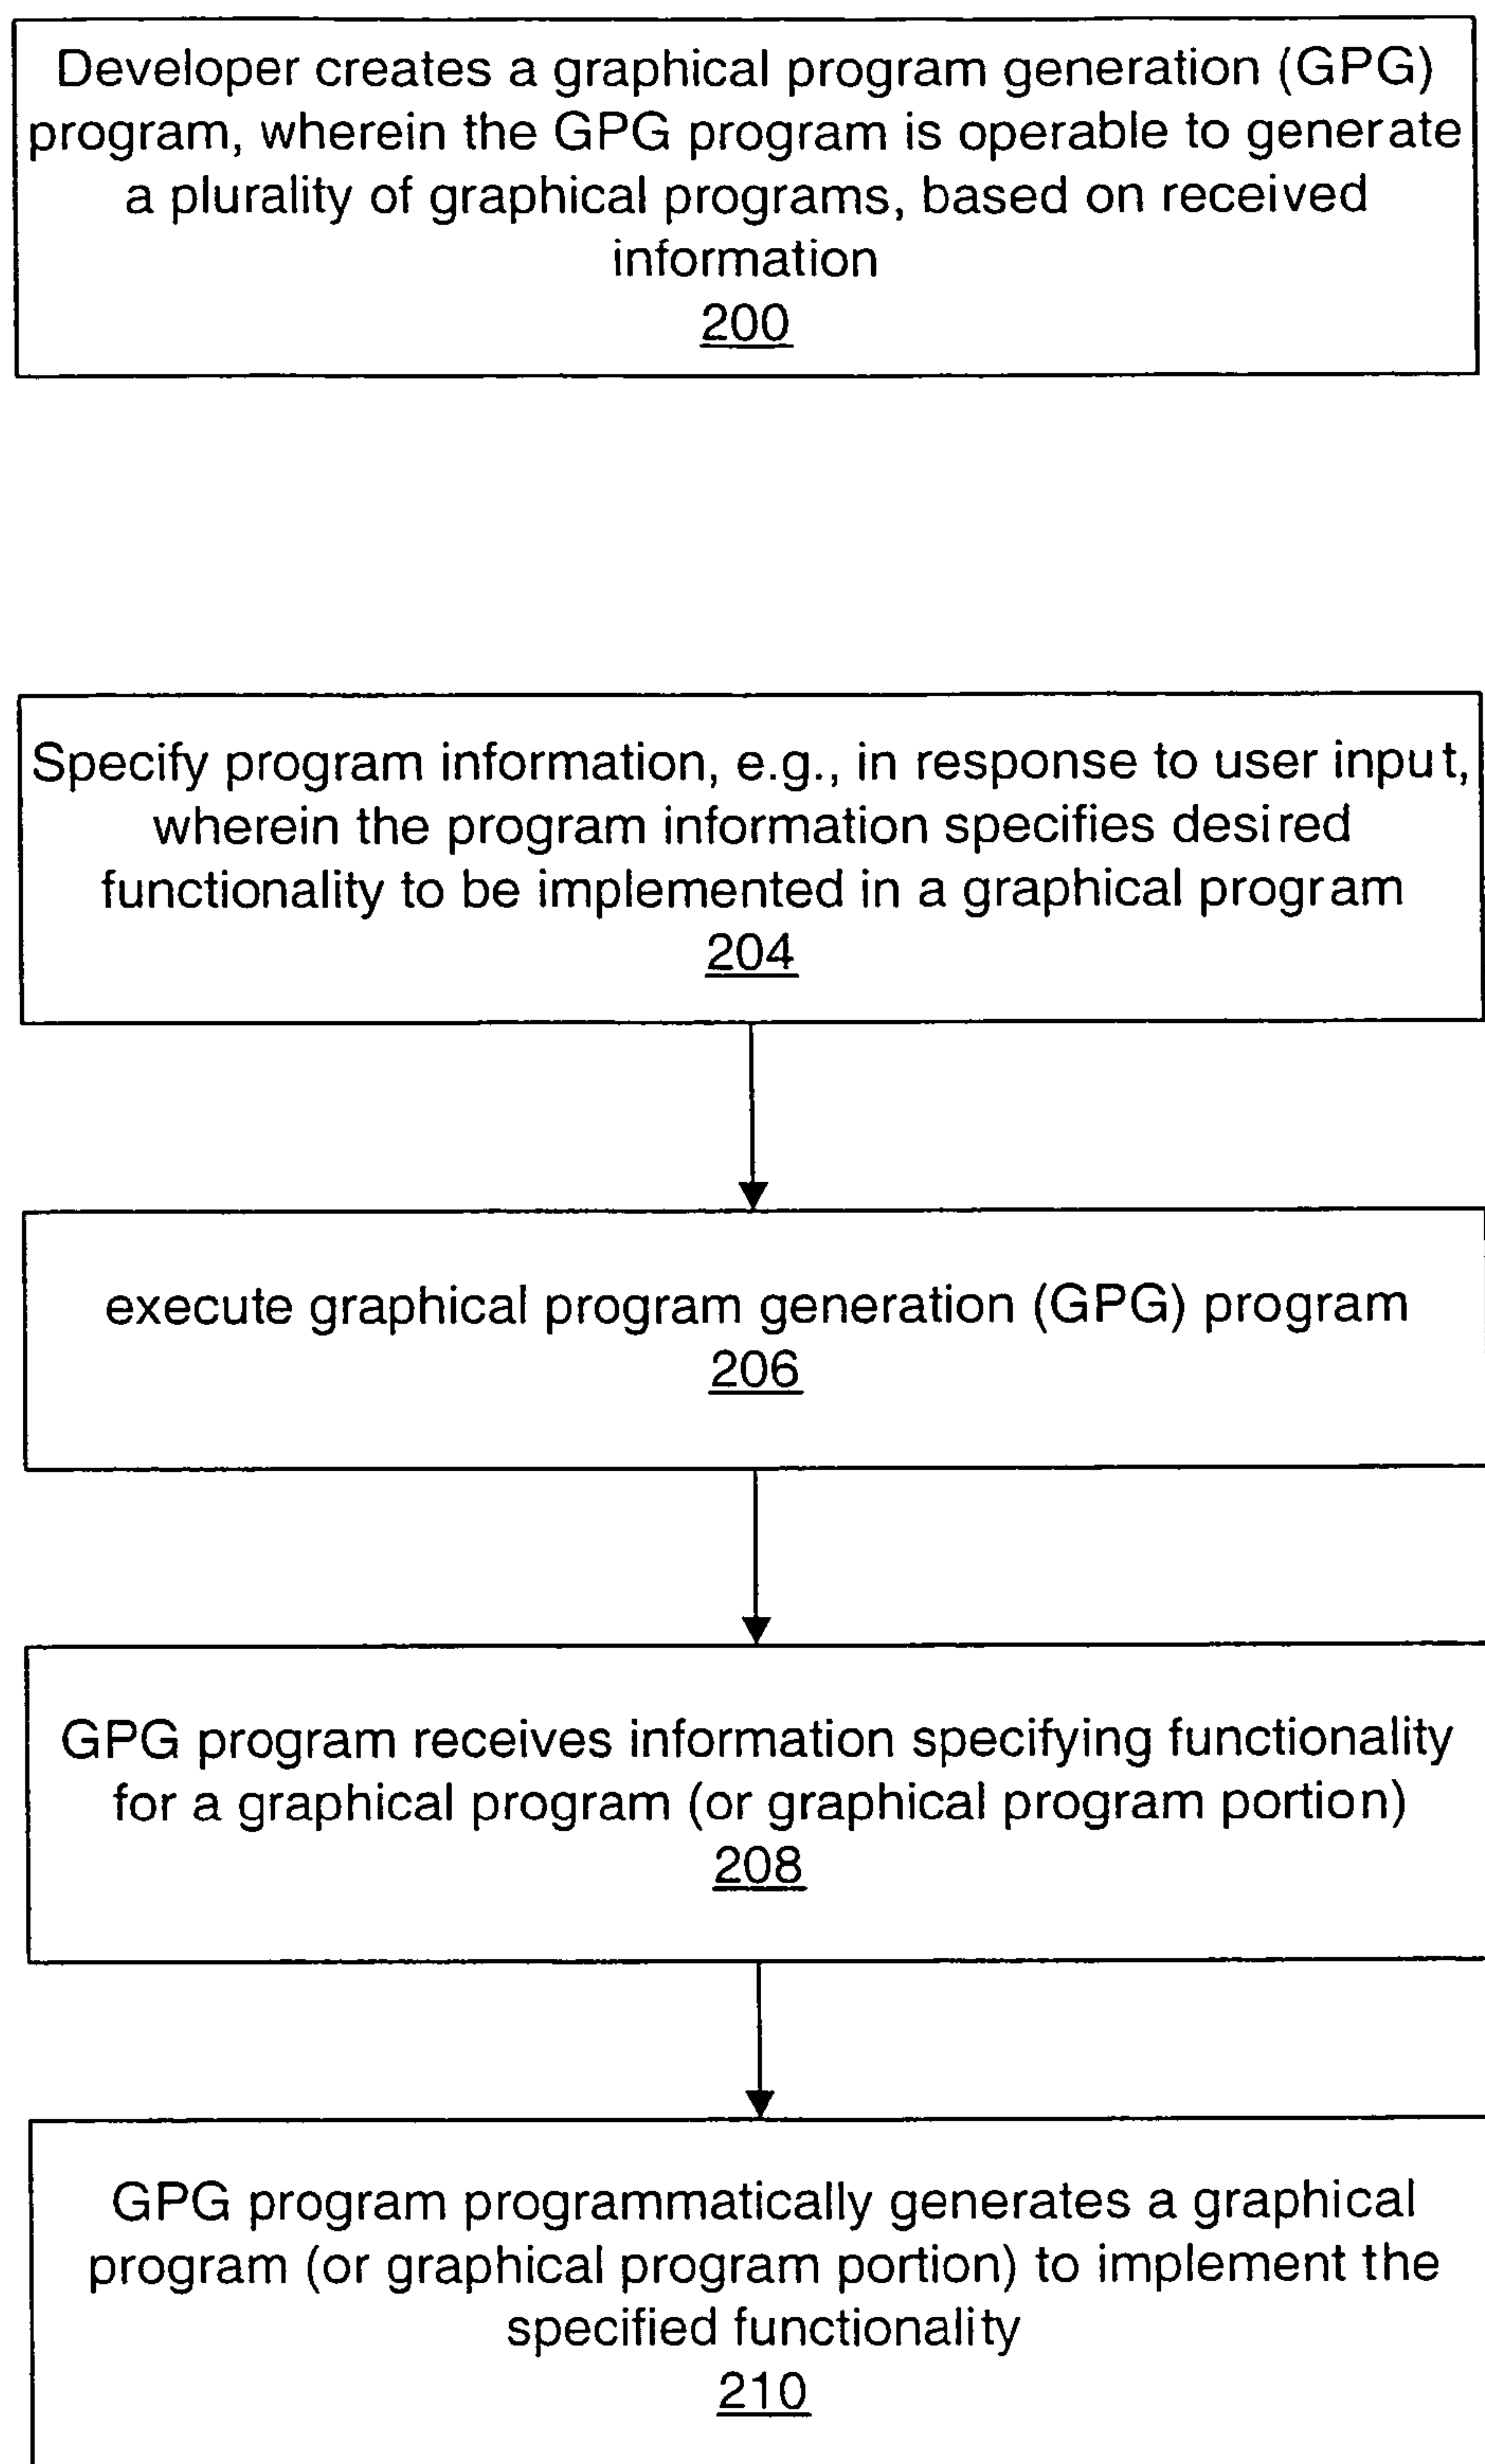 Developer creates a graphical program generation (GPG)
program, wherein the GPG program is operable to generate
a plurality of graphical programs, based on received
information
200
Specify program information, e.g., in response to user input,
wherein the program information specifies desired
functionality to be implemented in a graphical program
204
execute graphical program generation (GPG) program
206
GPG program receives information specifying functionality
for a graphical program (or graphical program portion)
208
GPG program programmatically generates a graphical
program (or graphical program portion) to implement the
specified functionality
210